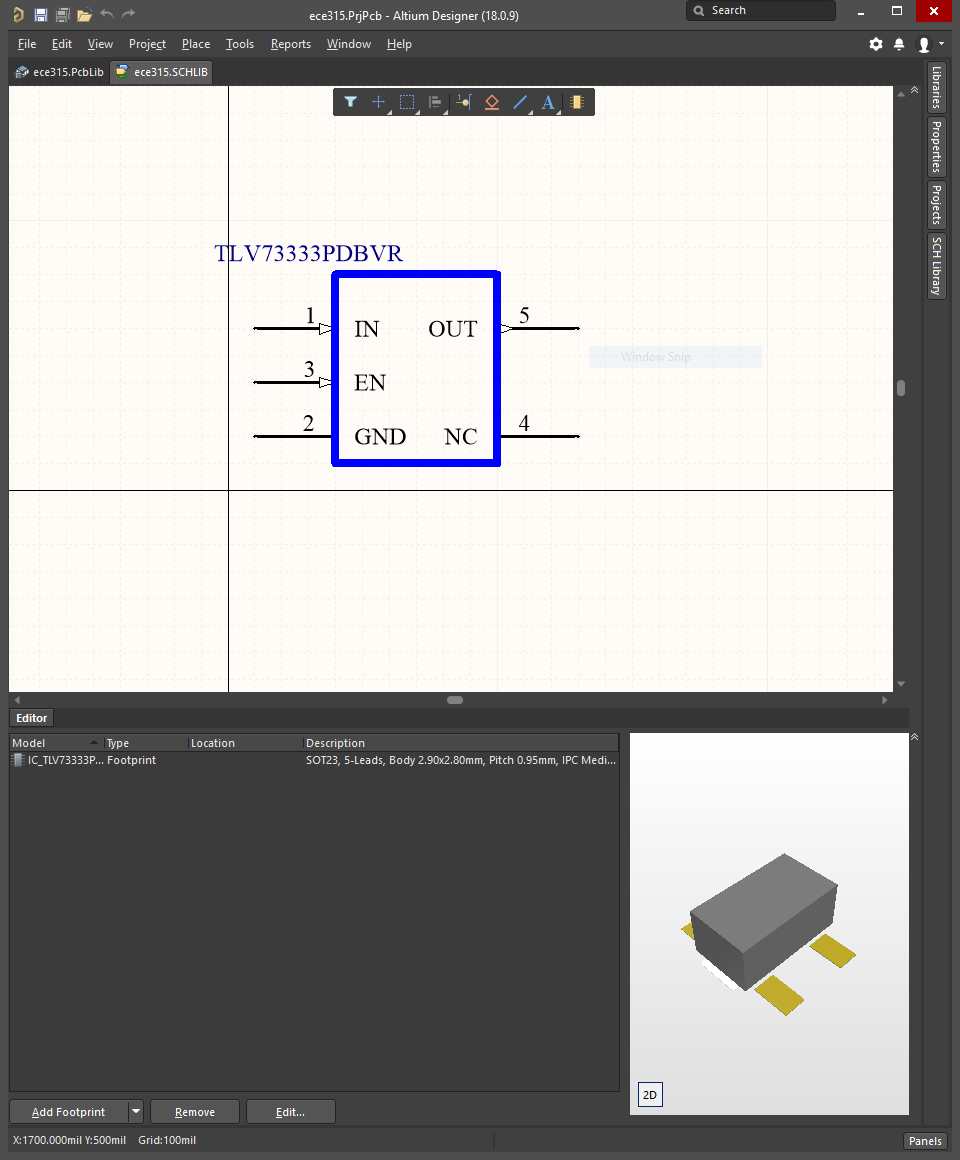 ece315.PrjPcb - Altium Designer (18.0.9)
Search
File Edit View Project Place Tools Reports Window Help
ece315.PcbLib ece315.SCHLIB
A
Libraries
Properties
Projects
SCH Library
TLV73333PDBVR
1 IN OUT 5
Window Snip
3 EN
2 GND NC 4
Editor
Model Type Location Description
IC_TLV73333P... Footprint SOT23, 5-Leads, Body 2.90x2.80mm, Pitch 0.95mm, IPC Medi...
2D
Add Footprint Remove Edit...
X:1700.000mil Y:500mil Grid:100mil
Panels